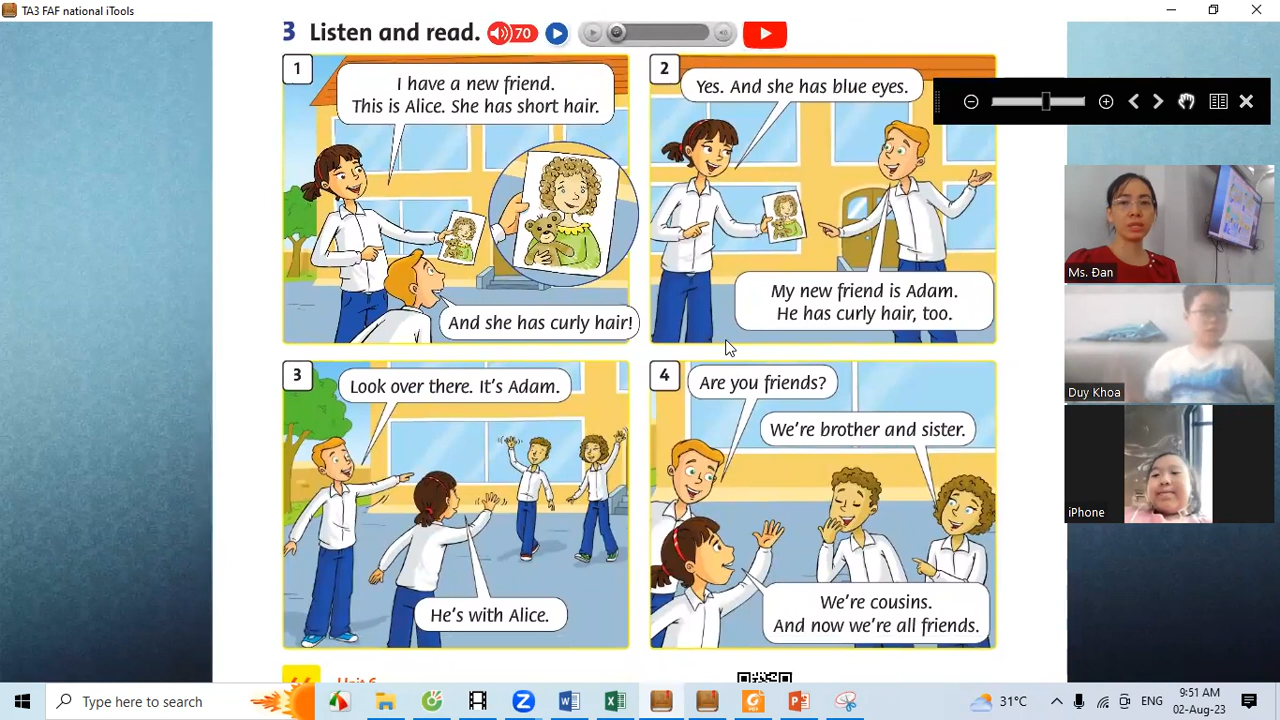 TA3 FAF national iTools
3 Listen and read. 70
1
I have a new friend.
This is Alice. She has short hair.
And she has curly hair!
2
Yes. And she has blue eyes.
My new friend is Adam.
He has curly hair, too.
3
Look over there. It's Adam.
He's with Alice.
4
Are you friends?
We're brother and sister.
We're cousins.
And now we're all friends.
Ms. Đan
Duy Khoa
iPhone
Type here to search
31°C
ENG
9:51 AM
02-Aug-23